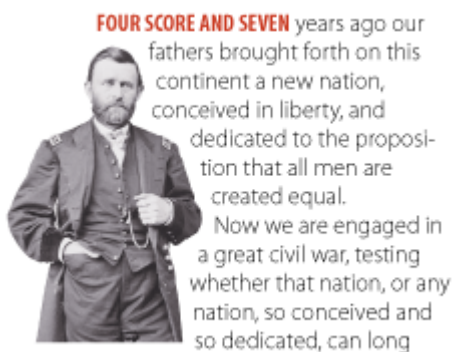 FOUR SCORE AND SEVEN years ago our
fathers brought forth on this
continent a new nation,
conceived in liberty, and
dedicated to the proposi-
tion that all men are
created equal.
Now we are engaged in
a great civil war, testing
whether that nation, or any
nation, so conceived and
so dedicated, can long